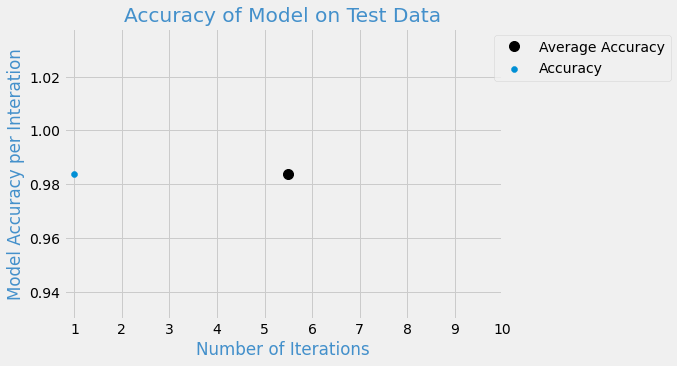 Accuracy of Model on Test Data
Average Accuracy
Accuracy
Model Accuracy per Interation
1.02
1.00
0.98
0.96
0.94
1 2 3 4 5 6 7 8 9 10
Number of Iterations